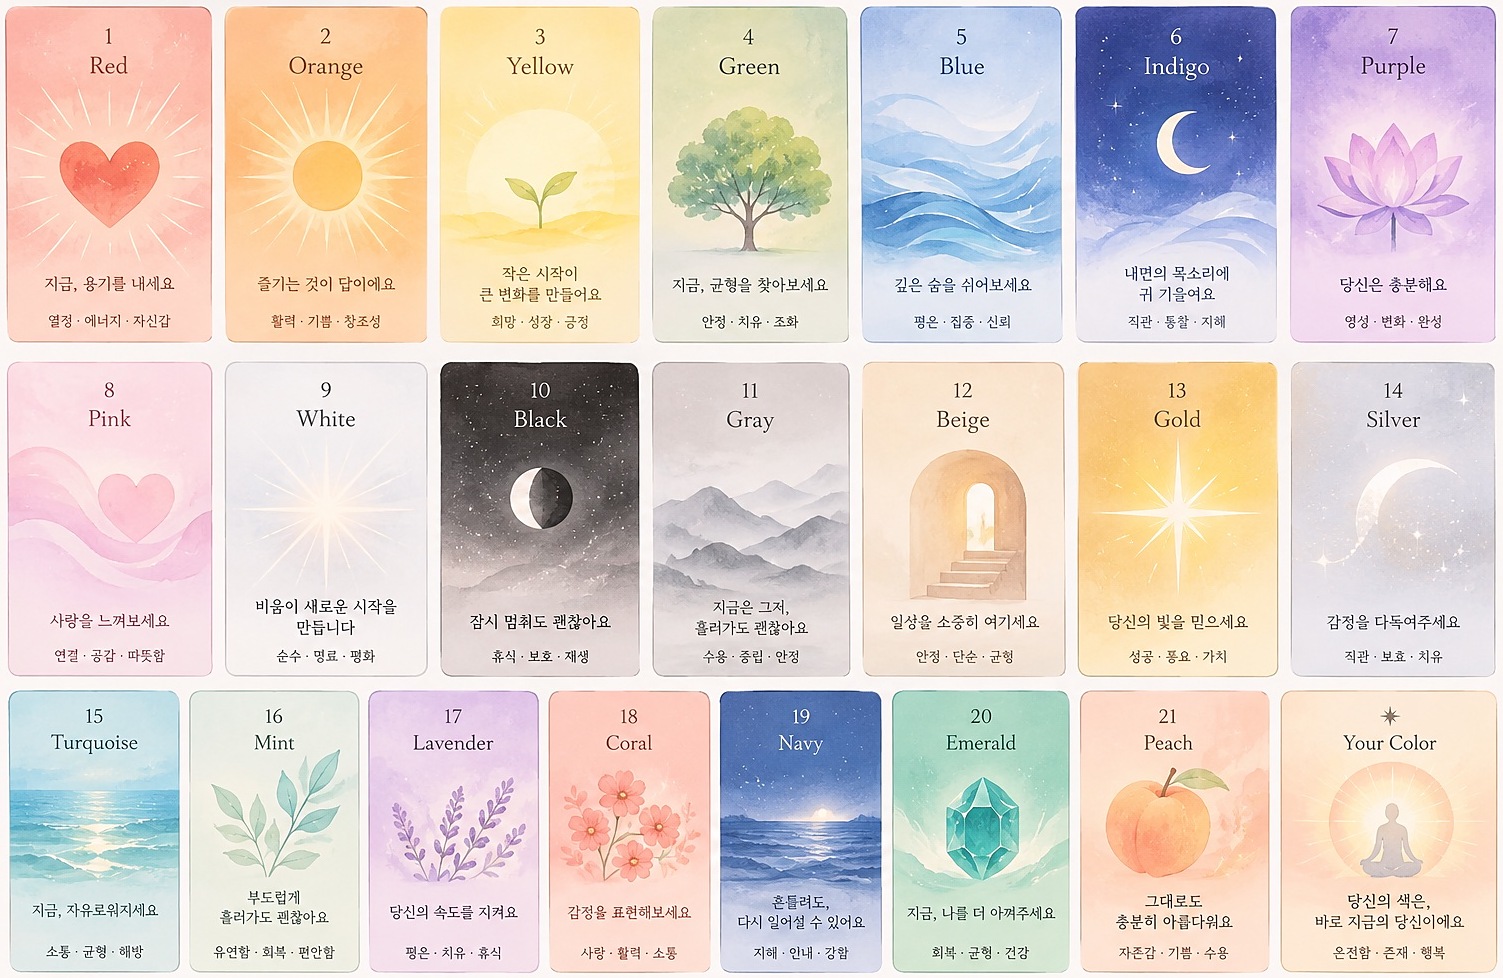 1
Red
지금, 용기를 내세요
열정 · 에너지 · 자신감
2
Orange
즐기는 것이 답이에요
활력 · 기쁨 · 창조성
3
Yellow
작은 시작이
큰 변화를 만들어요
희망 · 성장 · 긍정
4
Green
지금, 균형을 찾아보세요
안정 · 치유 · 조화
5
Blue
깊은 숨을 쉬어보세요
평온 · 집중 · 신뢰
6
Indigo
내면의 목소리에
귀 기울여요
직관 · 통찰 · 지혜
7
Purple
당신은 충분해요
영성 · 변화 · 완성
8
Pink
사랑을 느껴보세요
연결 · 공감 · 따뜻함
9
White
비움이 새로운 시작을
만듭니다
순수 · 명료 · 평화
10
Black
잠시 멈춰도 괜찮아요
휴식 · 보호 · 재생
11
Gray
지금은 그저,
흘러가도 괜찮아요
수용 · 중립 · 안정
12
Beige
일상을 소중히 여기세요
안정 · 단순 · 균형
13
Gold
당신의 빛을 믿으세요
성공 · 풍요 · 가치
14
Silver
감정을 다독여주세요
직관 · 보호 · 치유
15
Turquoise
지금, 자유로워지세요
소통 · 균형 · 해방
16
Mint
부드럽게
흘러가도 괜찮아요
유연함 · 회복 · 편안함
17
Lavender
당신의 속도를 지켜요
평온 · 치유 · 휴식
18
Coral
감정을 표현해보세요
사랑 · 활력 · 소통
19
Navy
흔들려도,
다시 일어설 수 있어요
지혜 · 인내 · 강함
20
Emerald
지금, 나를 더 아껴주세요
회복 · 균형 · 건강
21
Peach
그대로도
충분히 아름다워요
자존감 · 기쁨 · 수용
Your Color
당신의 색은,
바로 지금의 당신이에요
온전함 · 존재 · 행복